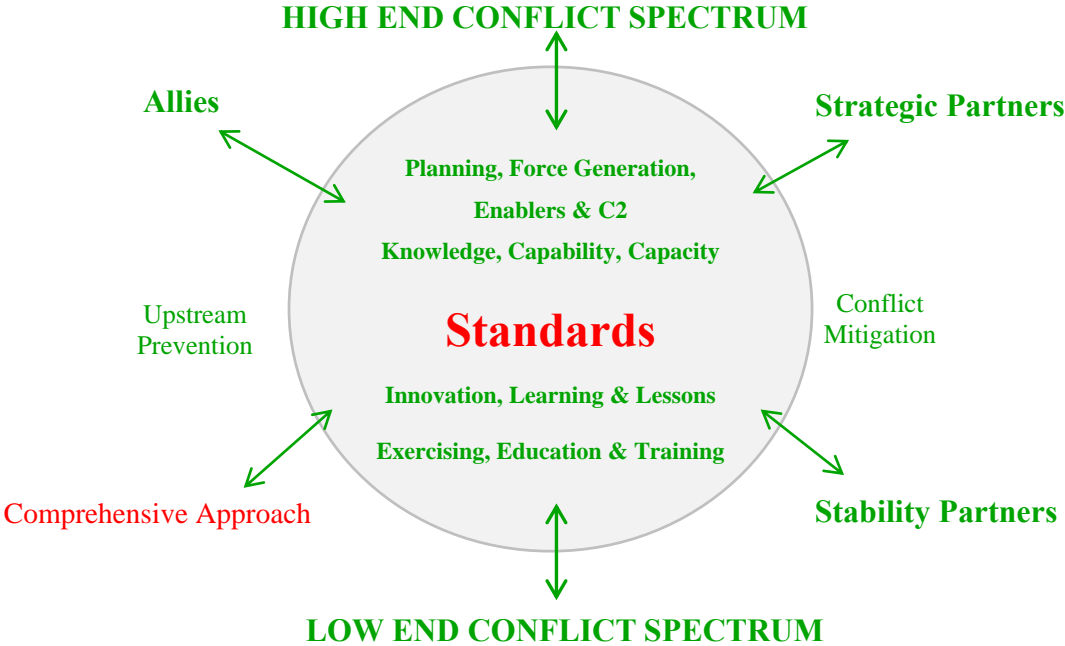 HIGH END CONFLICT SPECTRUM
Allies
Strategic Partners
Planning, Force Generation,
Enablers & C2
Knowledge, Capability, Capacity
Upstream
Prevention
Conflict
Mitigation
Standards
Innovation, Learning & Lessons
Exercising, Education & Training
Comprehensive Approach
Stability Partners
LOW END CONFLICT SPECTRUM